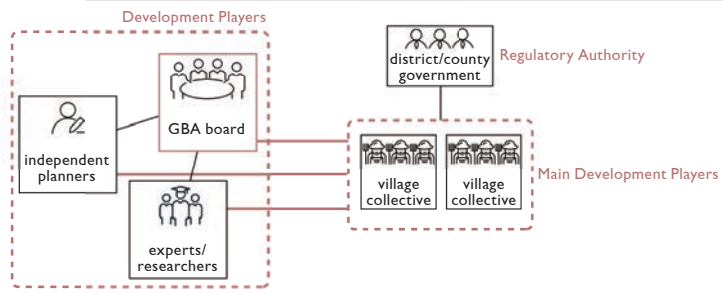 Development Players
GBA board
independent
planners
experts/
researchers
district/county
government
Regulatory Authority
village
collective
village
collective
Main Development Players